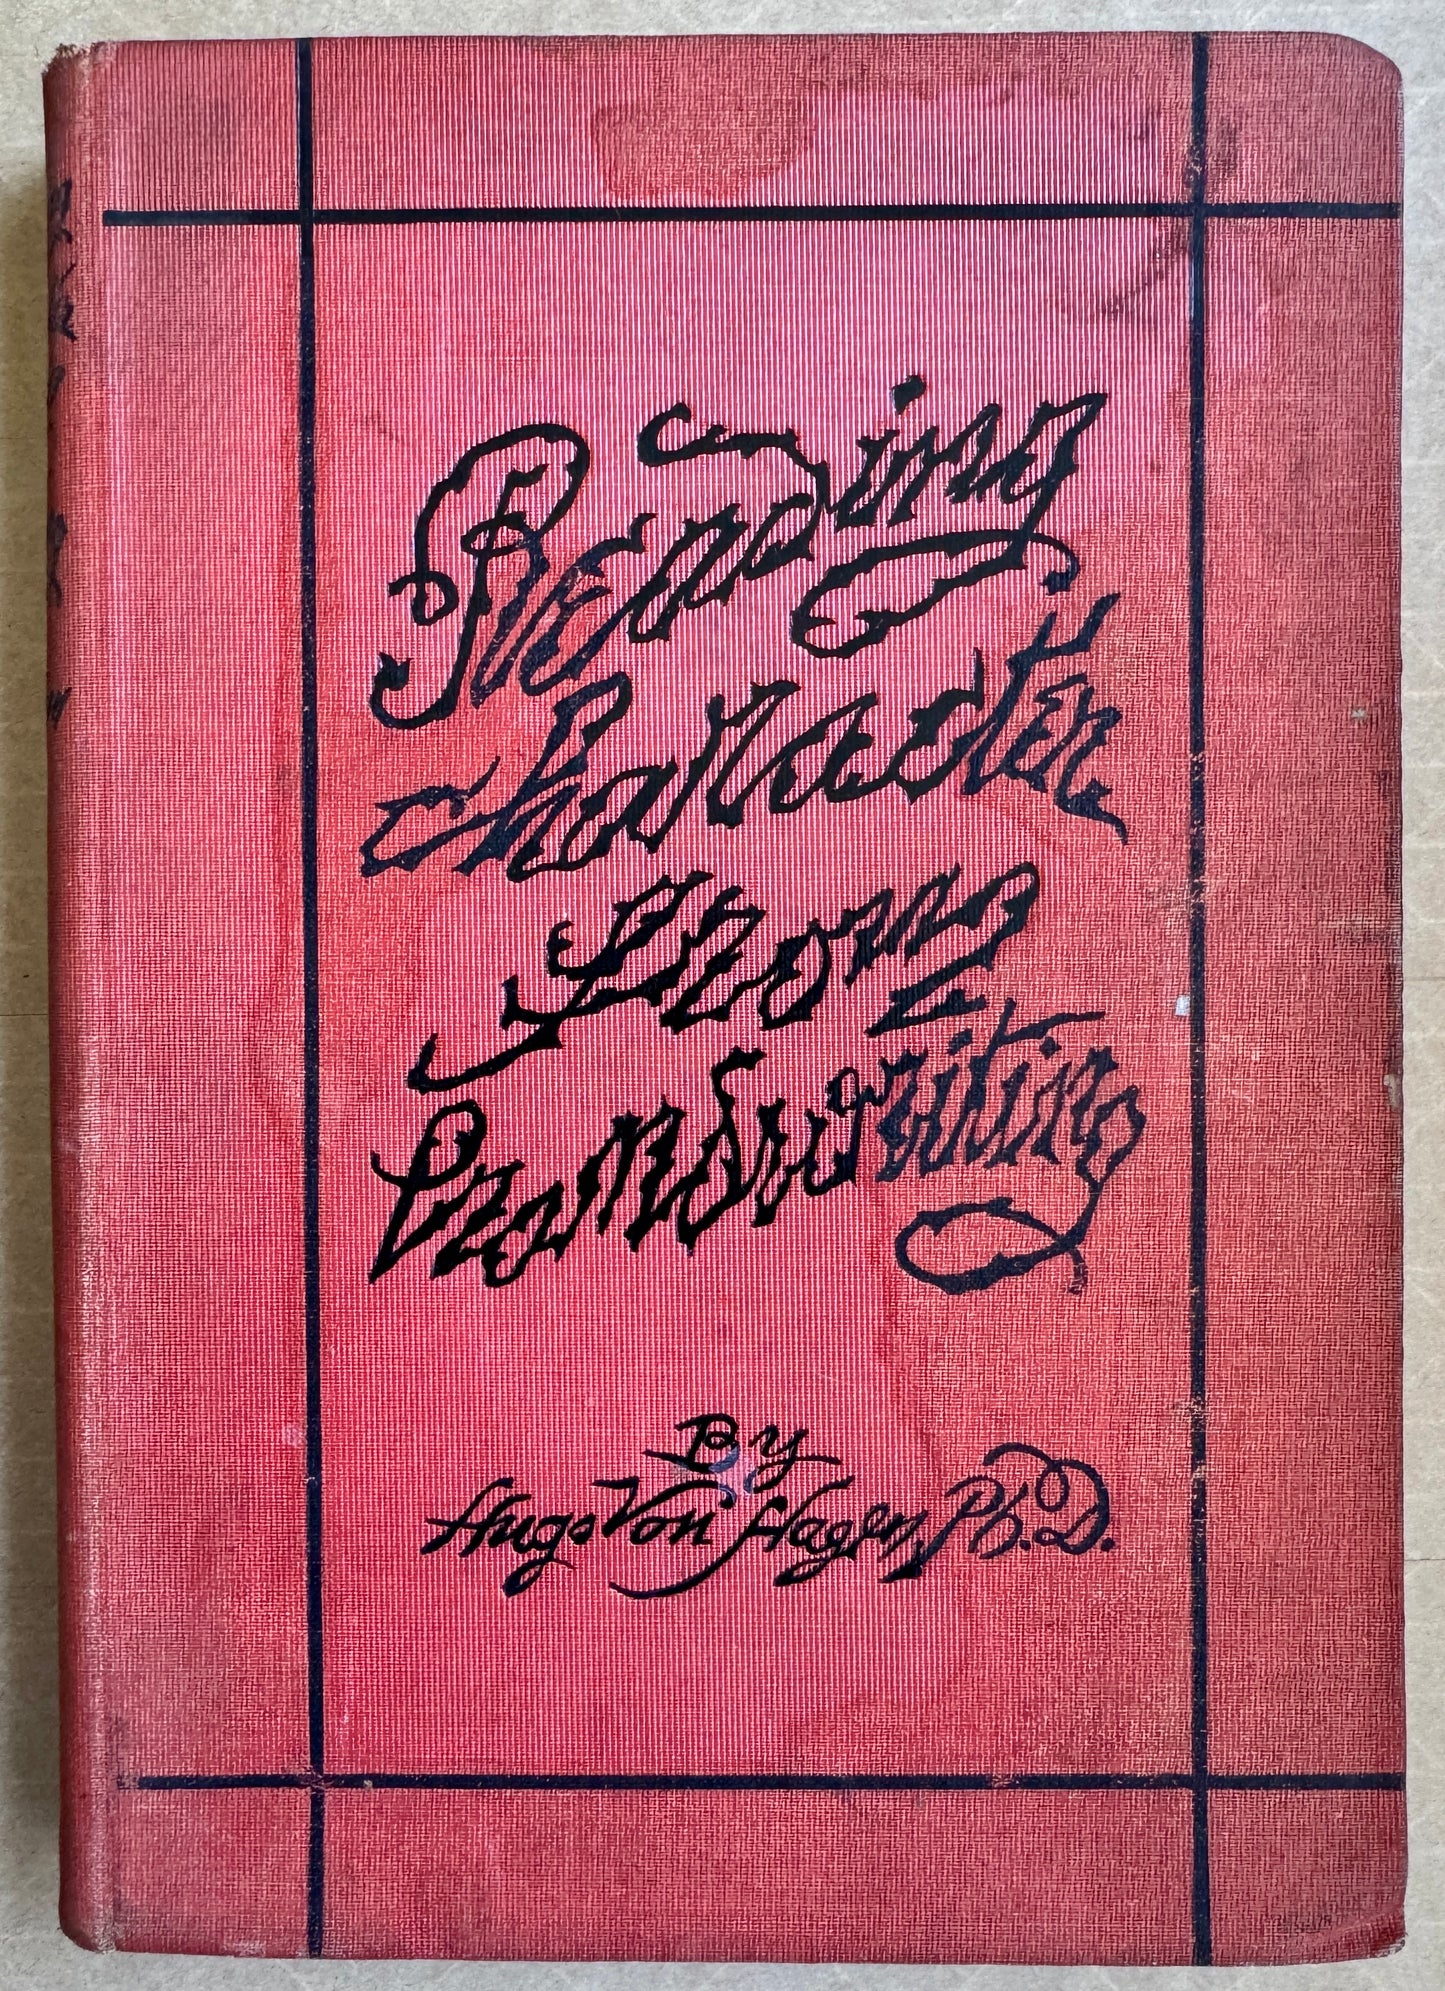 Reading
Character
From
Handwriting
By
Hugo Von Hagen, Ph.D.